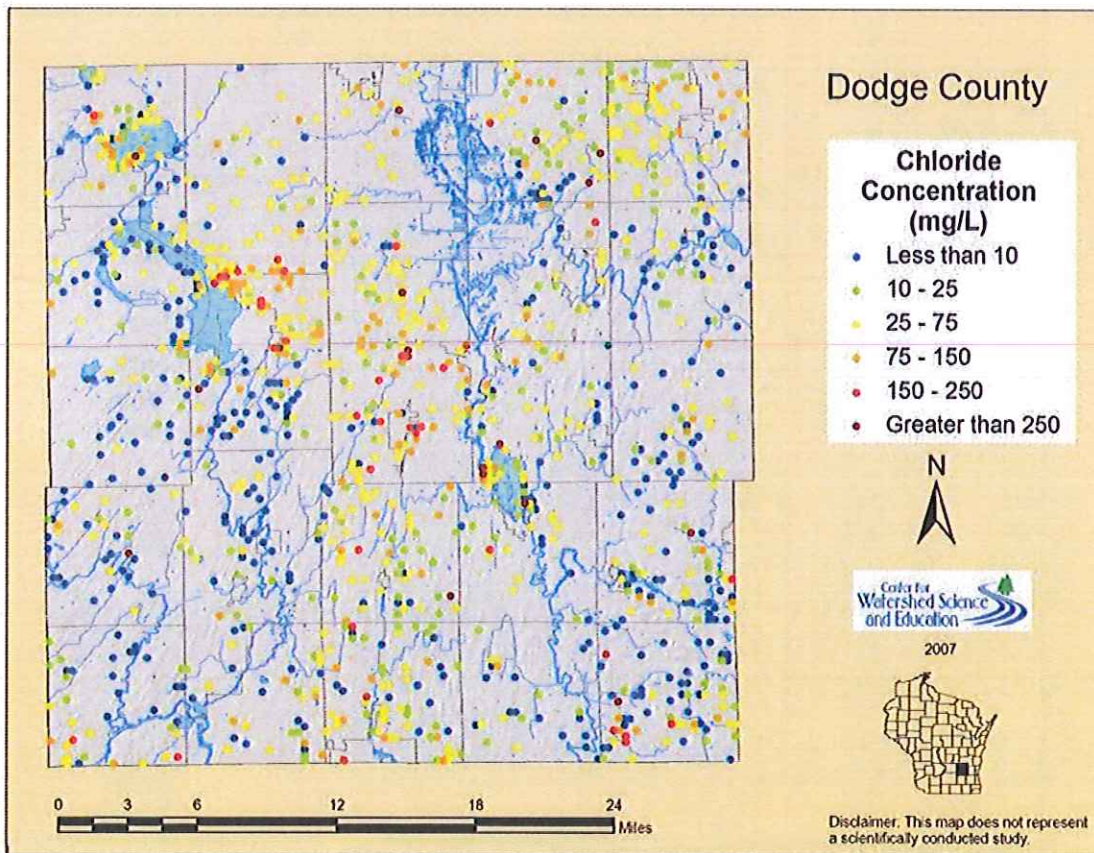 Dodge County
Chloride
Concentration
(mg/L)
Less than 10
10 - 25
25 - 75
75 - 150
150 - 250
Greater than 250
N
Center for
Watershed Science
and Education
2007
0 3 6 12 18 24
Miles
Disclaimer: This map does not represent
a scientifically conducted study.